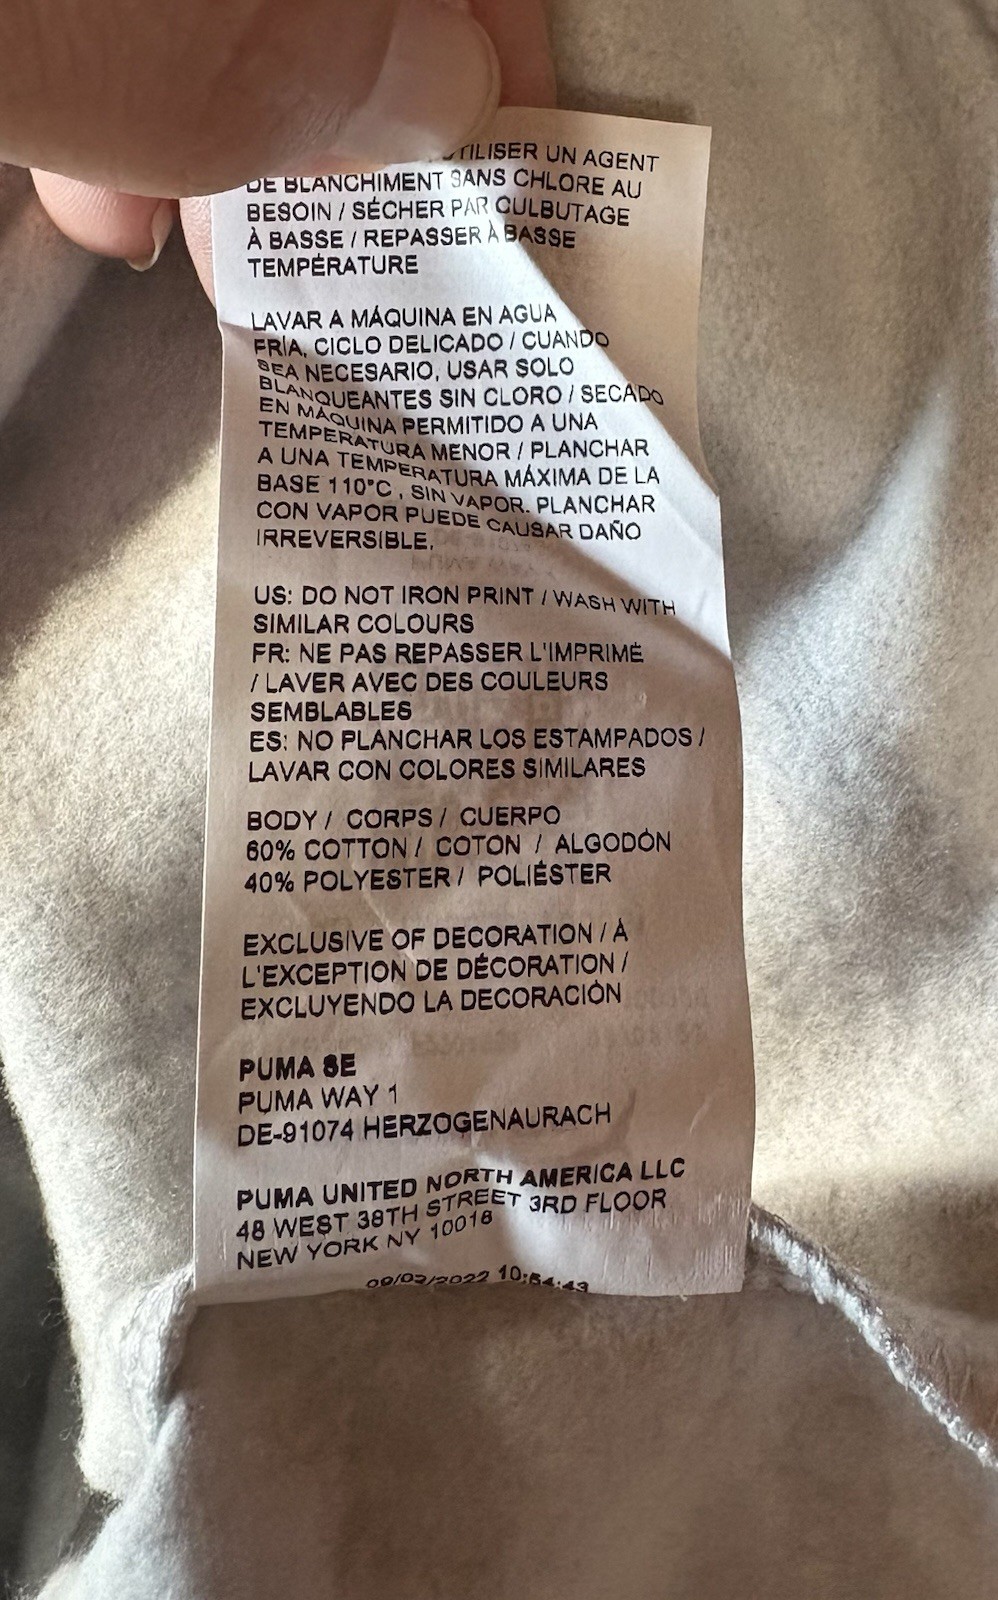 UTILISER UN AGENT
DE BLANCHIMENT SANS CHLORE AU
BESOIN / SÉCHER PAR CULBUTAGE
À BASSE / REPASSER À BASSE
TEMPÉRATURE
LAVAR A MÁQUINA EN AGUA
FRÍA, CICLO DELICADO / CUANDO
SEA NECESARIO, USAR SOLO
BLANQUEANTES SIN CLORO / SECADO
EN MÁQUINA PERMITIDO A UNA
TEMPERATURA MENOR / PLANCHAR
A UNA TEMPERATURA MÁXIMA DE LA
BASE 110°C , SIN VAPOR. PLANCHAR
CON VAPOR PUEDE CAUSAR DAÑO
IRREVERSIBLE.
US: DO NOT IRON PRINT / WASH WITH
SIMILAR COLOURS
FR: NE PAS REPASSER L'IMPRIMÉ
/ LAVER AVEC DES COULEURS
SEMBLABLES
ES: NO PLANCHAR LOS ESTAMPADOS /
LAVAR CON COLORES SIMILARES
BODY / CORPS / CUERPO
60% COTTON / COTON / ALGODÓN
40% POLYESTER / POLIÉSTER
EXCLUSIVE OF DECORATION / À
L'EXCEPTION DE DÉCORATION /
EXCLUYENDO LA DECORACIÓN
PUMA SE
PUMA WAY 1
DE-91074 HERZOGENAURACH
PUMA UNITED NORTH AMERICA LLC
48 WEST 38TH STREET 3RD FLOOR
NEW YORK NY 10018
09/02/2022 10:54:43